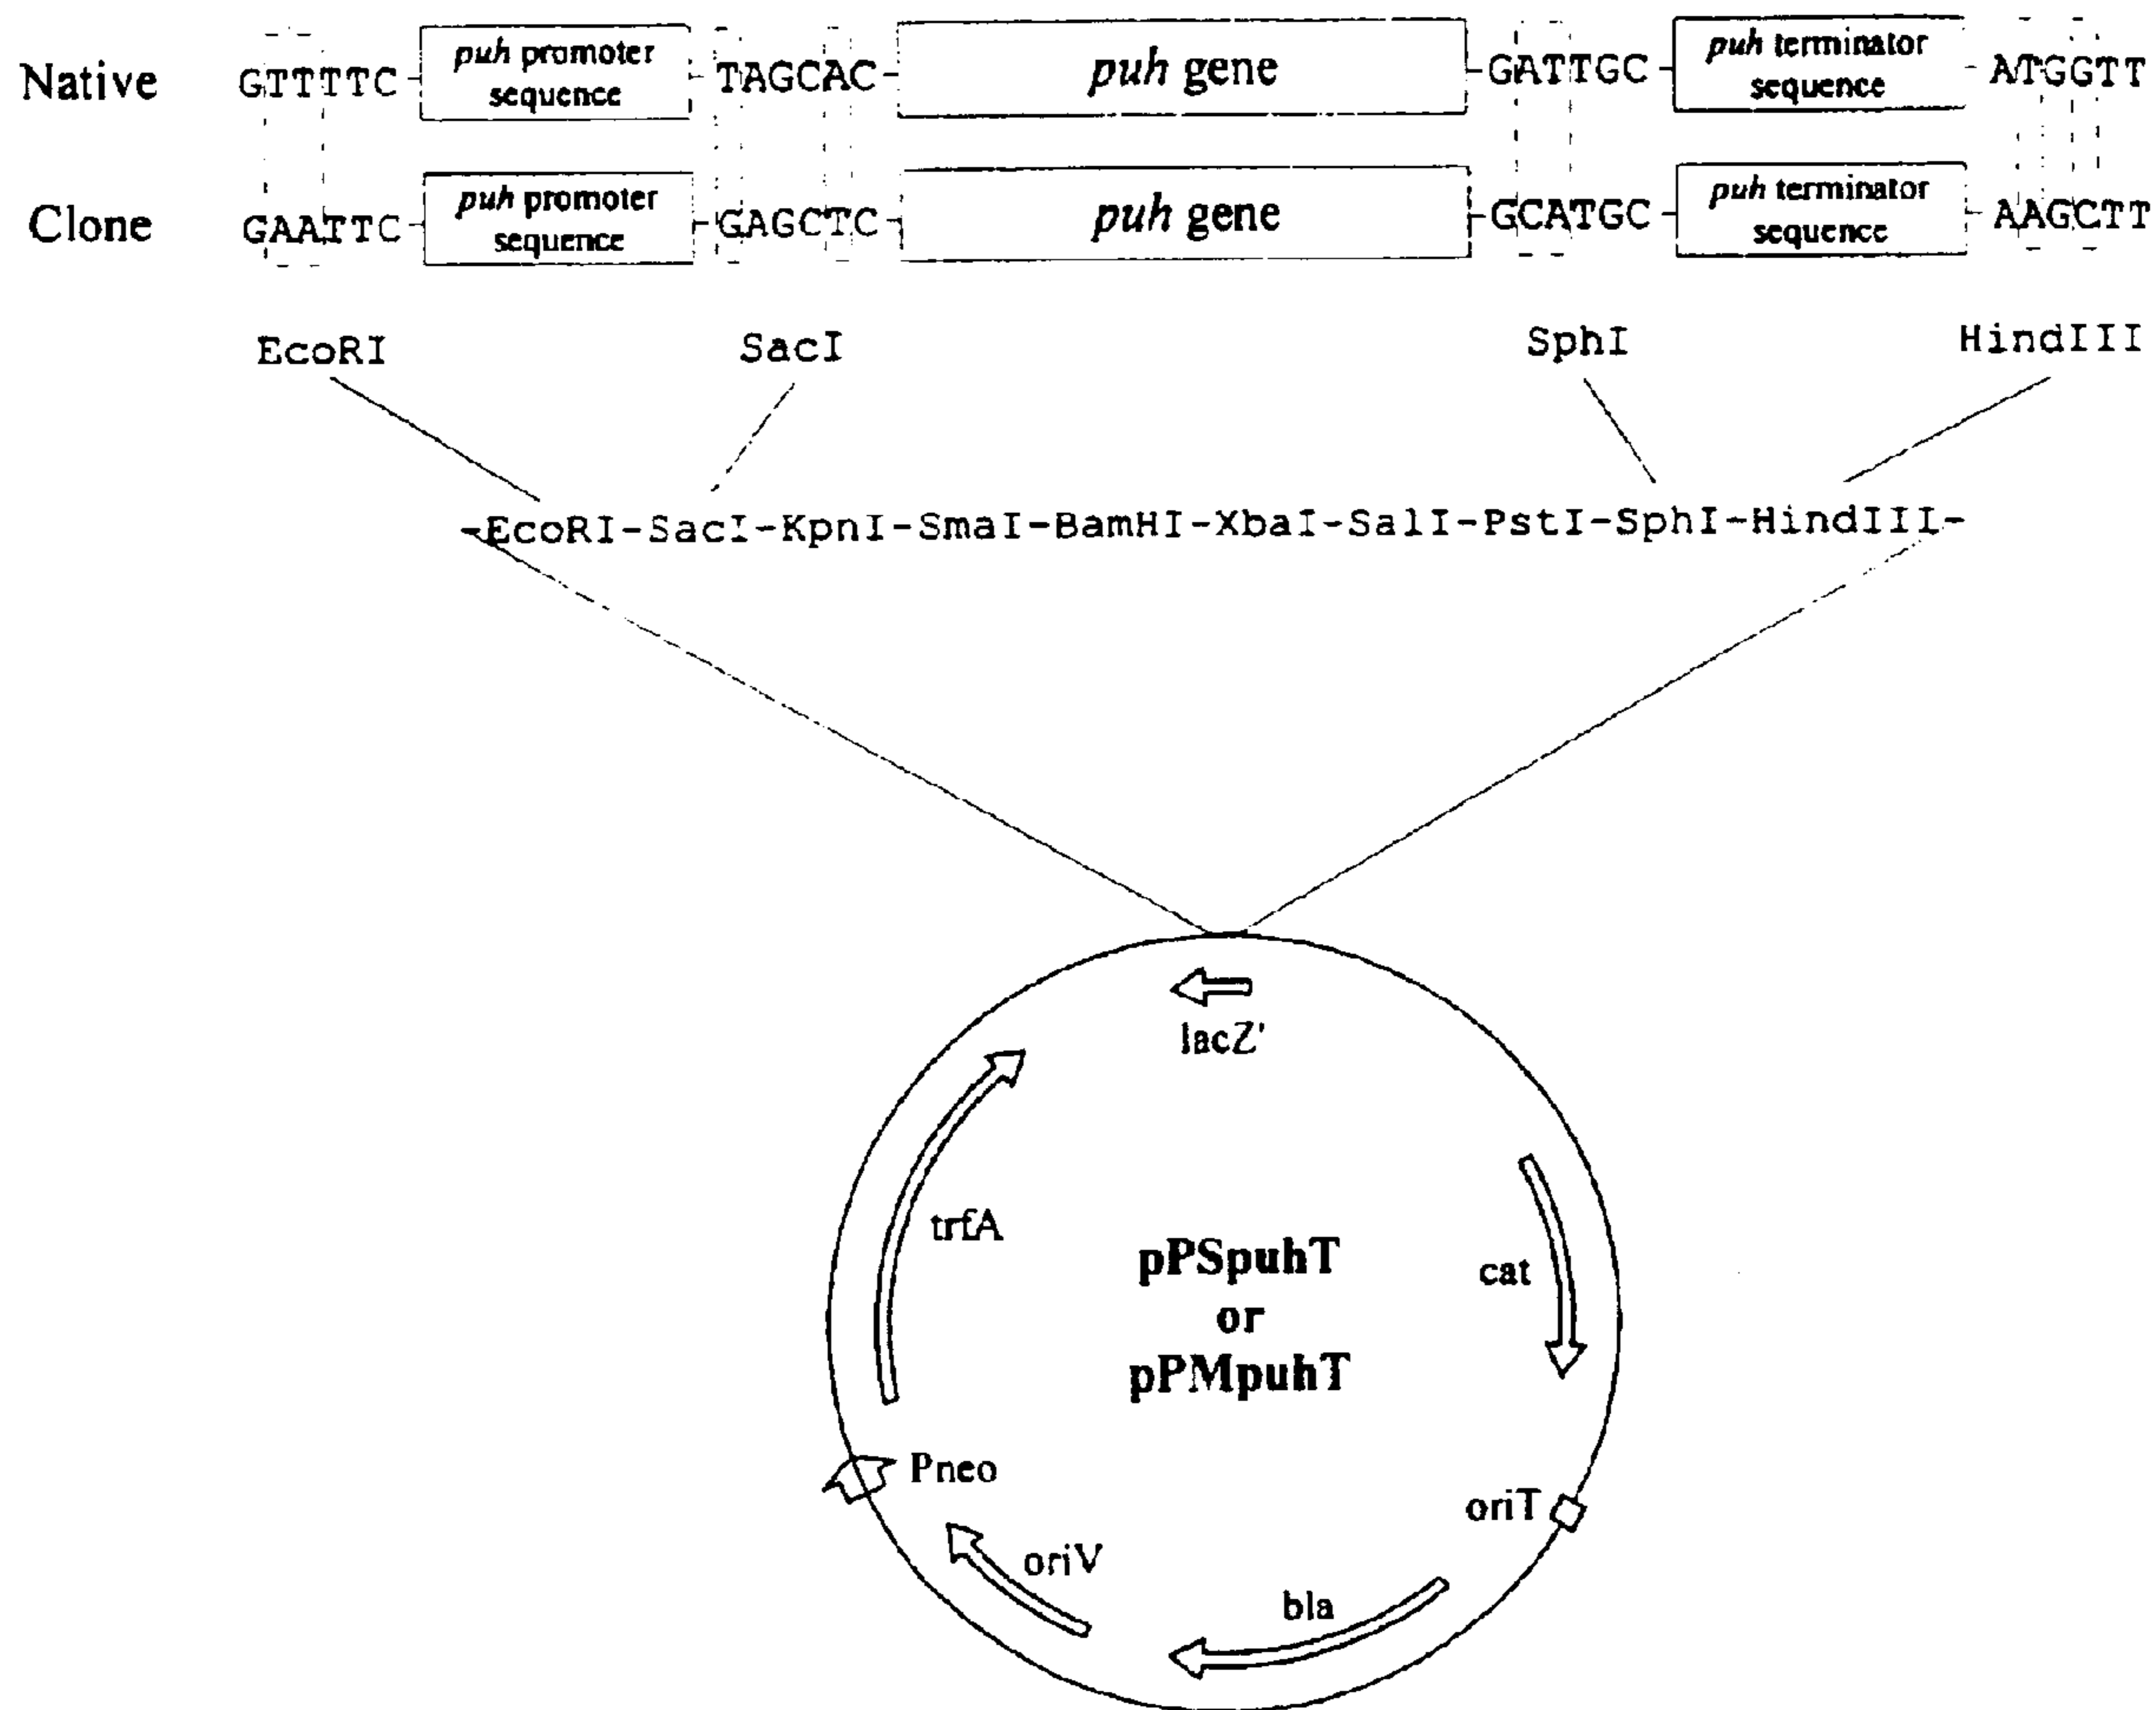 Native GTTTTC puh promoter sequence TAGCAC puh gene GATTGC puh terminator sequence ATGGTT
Clone GAATTC puh promoter sequence GAGCTC puh gene GCATGC puh terminator sequence AAGCTT
EcoRI SacI SphI HindIII
-EcoRI-SacI-KpnI-SmaI-BamHI-XbaI-SalI-PstI-SphI-HindIII-
lacZ'
trfA
cat
pPSpuhT
or
pPMpuhT
Pneo
oriT
oriV
bla